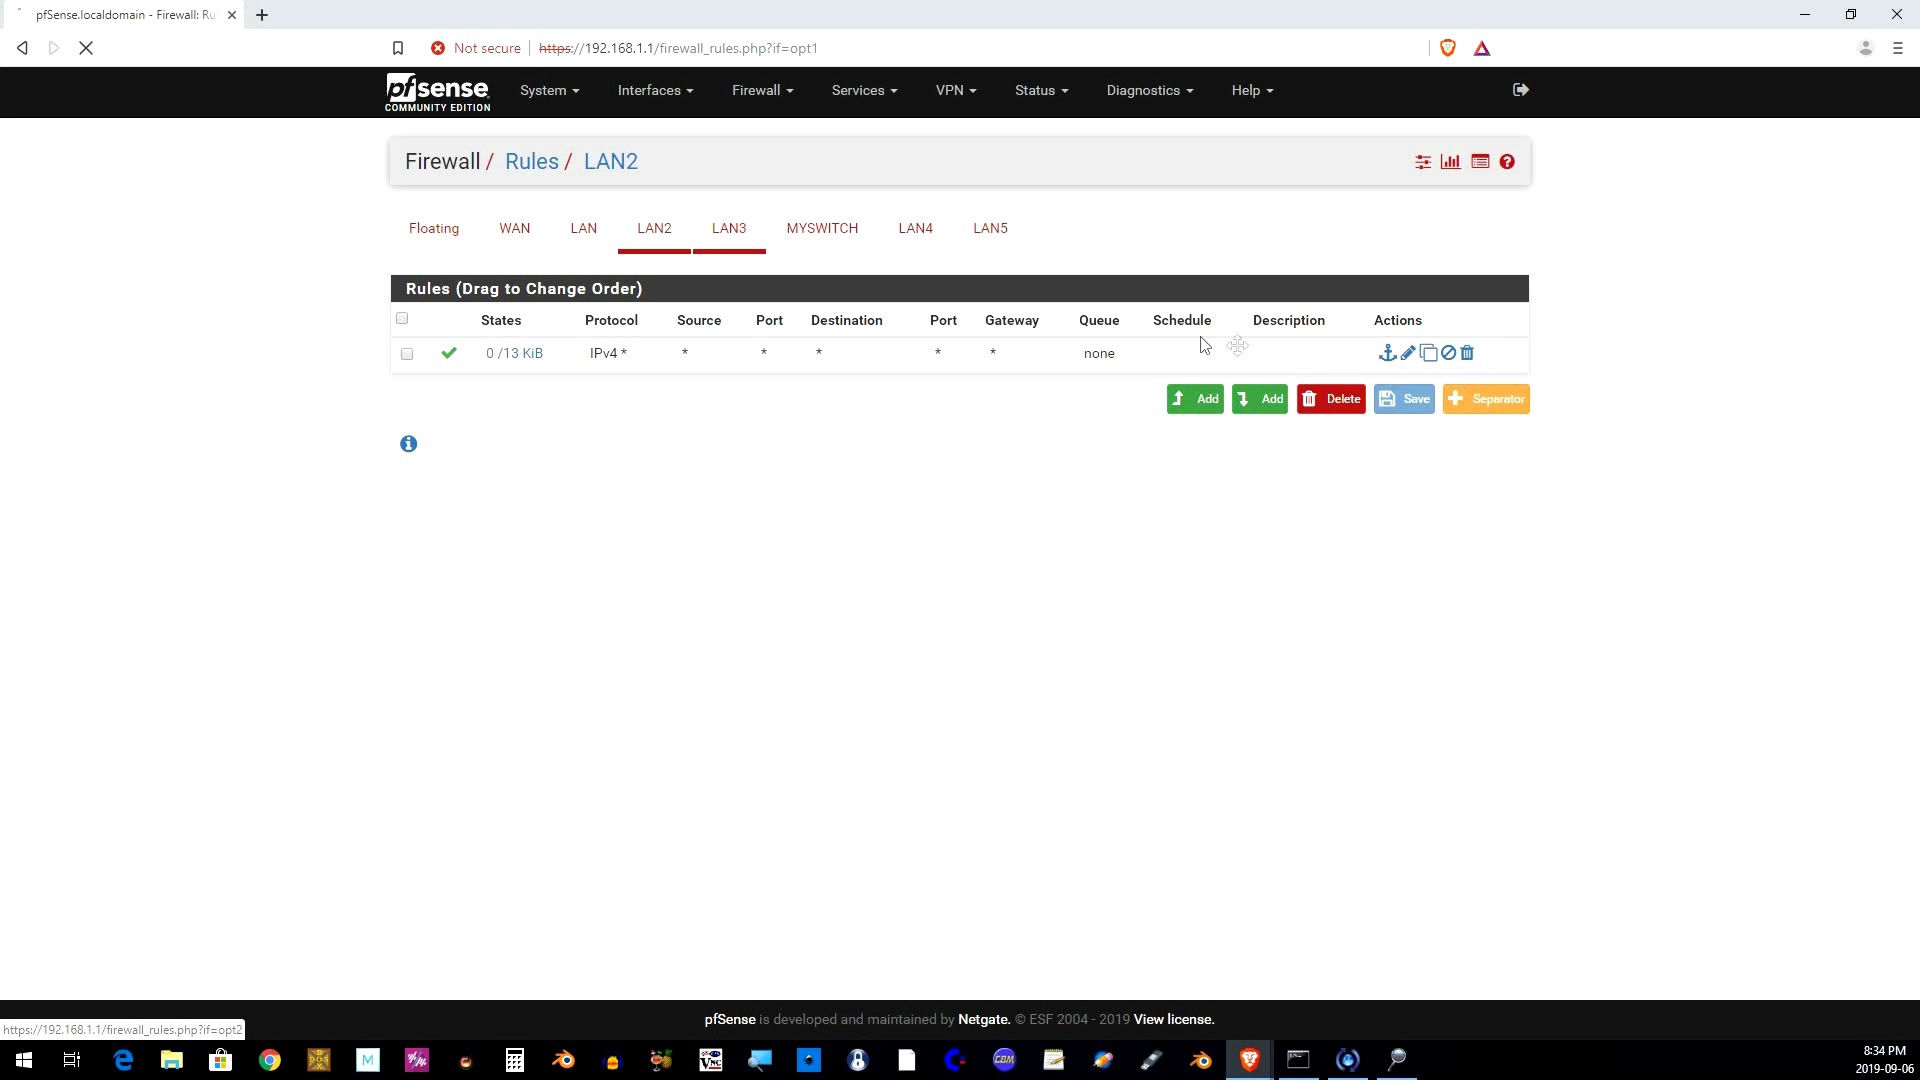 pfSense.localdomain - Firewall: Ru
Not secure
https://192.168.1.1/firewall_rules.php?if=opt1
pfsense
COMMUNITY EDITION
System
Interfaces
Firewall
Services
VPN
Status
Diagnostics
Help
Firewall / Rules / LAN2
Floating
WAN
LAN
LAN2
LAN3
MYSWITCH
LAN4
LAN5
Rules (Drag to Change Order)
States Protocol Source Port Destination Port Gateway Queue Schedule Description Actions
0 /13 KiB IPv4 * * * * * * none
Add
Add
Delete
Save
Separator
pfSense is developed and maintained by Netgate. © ESF 2004 - 2019 View license.
https://192.168.1.1/firewall_rules.php?if=opt2
8:34 PM
2019-09-06